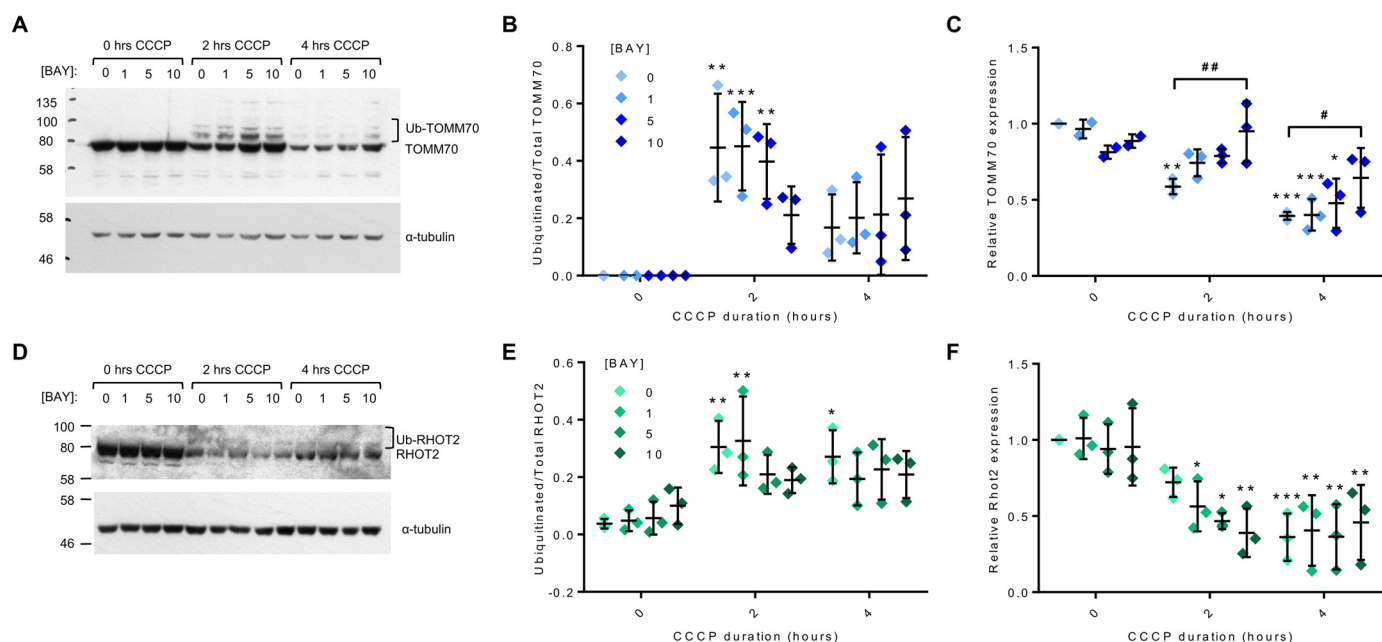 A
0 hrs CCCP 2 hrs CCCP 4 hrs CCCP
[BAY]: 0 1 5 10 0 1 5 10 0 1 5 10
135
100
80
58
Ub-TOMM70
TOMM70
58
46
α-tubulin
B
Ubiquitinated/Total TOMM70
0.8
0.6
0.4
0.2
0.0
[BAY]
0
1
5
10
** *** **
0 2 4
CCCP duration (hours)
C
Relative TOMM70 expression
1.5
1.0
0.5
0.0
##
#
** *** *** *
0 2 4
CCCP duration (hours)
D
0 hrs CCCP 2 hrs CCCP 4 hrs CCCP
[BAY]: 0 1 5 10 0 1 5 10 0 1 5 10
100
80
58
Ub-RHOT2
RHOT2
58
46
α-tubulin
E
Ubiquitinated/Total RHOT2
0.6
0.4
0.2
0.0
-0.2
[BAY]
0
1
5
10
** ** *
0 2 4
CCCP duration (hours)
F
Relative Rhot2 expression
1.5
1.0
0.5
0.0
* * ** *** ** ** **
0 2 4
CCCP duration (hours)